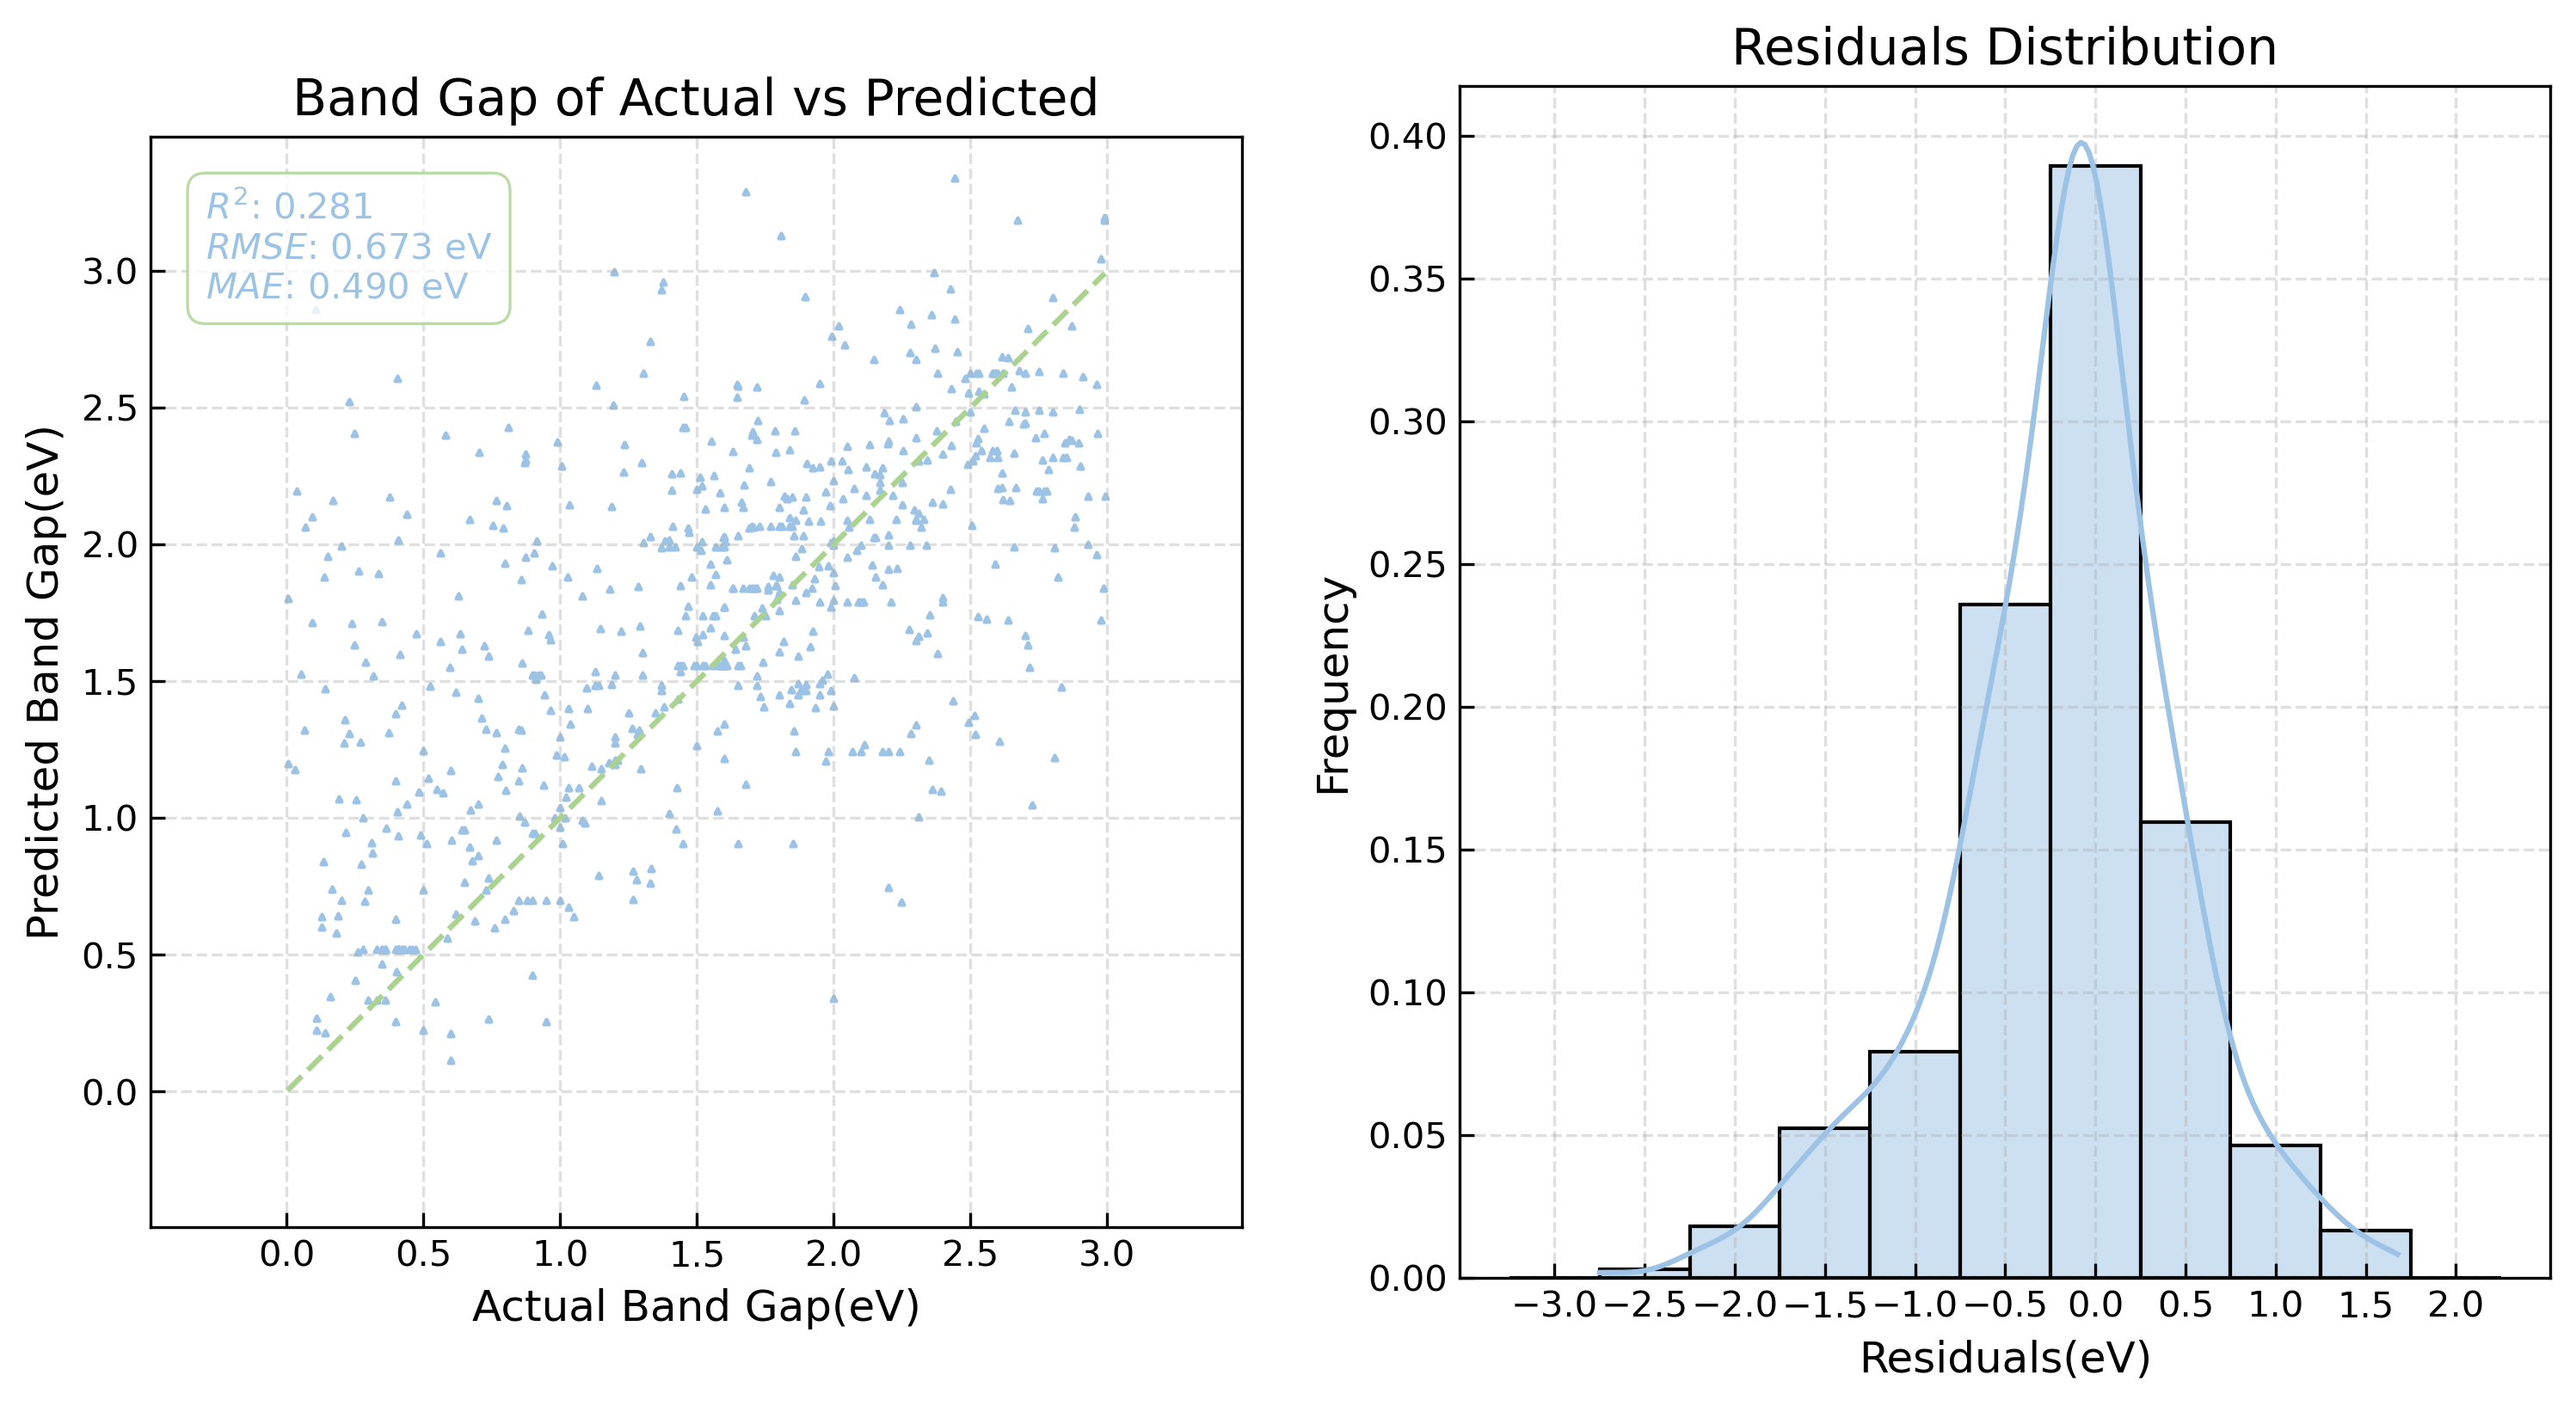 Band Gap of Actual vs Predicted
R²: 0.281
RMSE: 0.673 eV
MAE: 0.490 eV
Predicted Band Gap(eV)
3.0
2.5
2.0
1.5
1.0
0.5
0.0
0.0 0.5 1.0 1.5 2.0 2.5 3.0
Actual Band Gap(eV)
Residuals Distribution
Frequency
0.40
0.35
0.30
0.25
0.20
0.15
0.10
0.05
0.00
−3.0 −2.5 −2.0 −1.5 −1.0 −0.5 0.0 0.5 1.0 1.5 2.0
Residuals(eV)